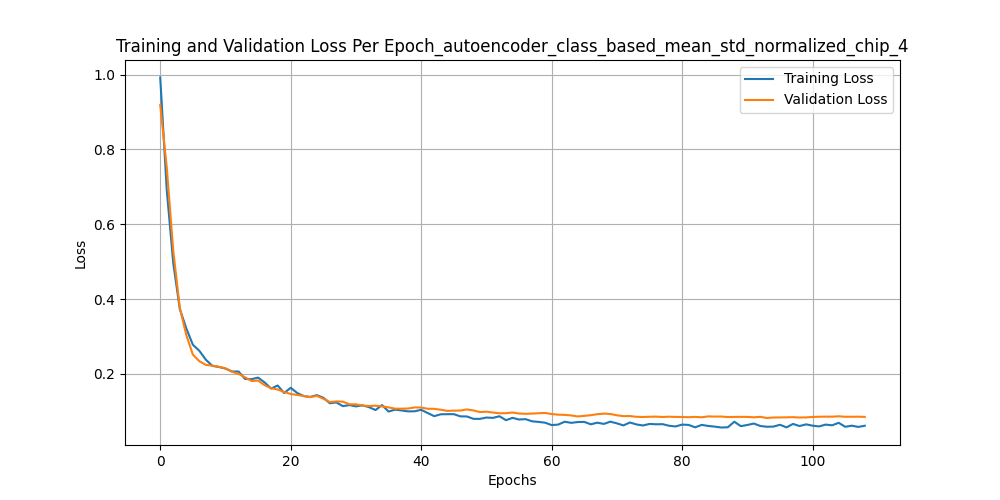 Training and Validation Loss Per Epoch_autoencoder_class_based_mean_std_normalized_chip_4
Training Loss
Validation Loss
1.0
0.8
0.6
0.4
0.2
Loss
0
20
40
60
80
100
Epochs